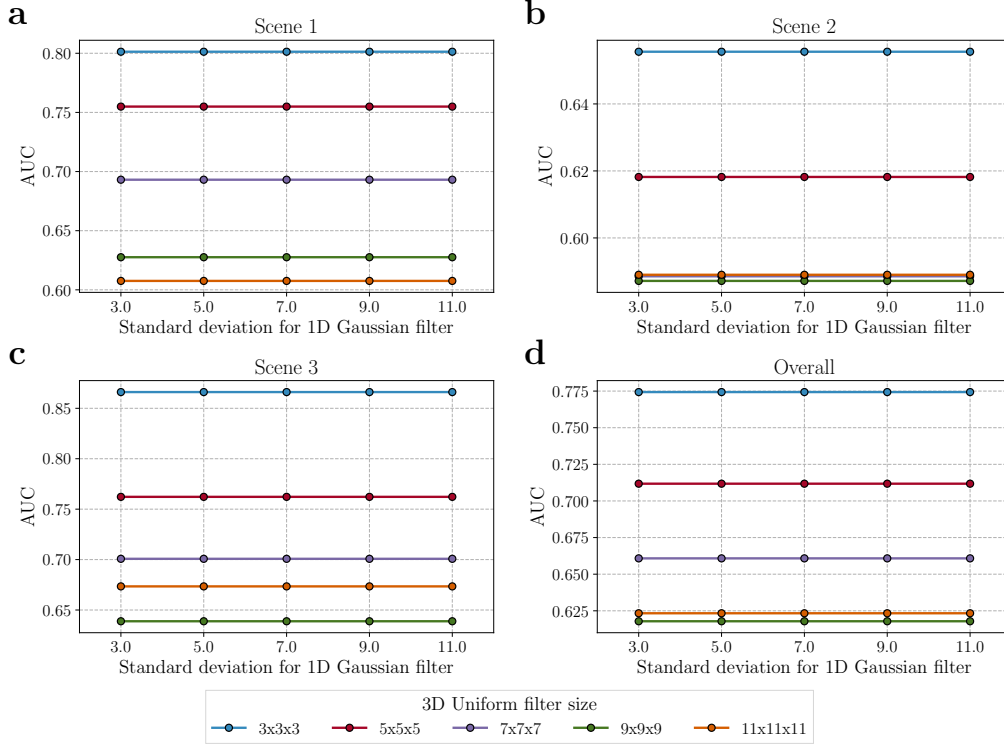 a
Scene 1
0.80
0.75
0.70
0.65
0.60
AUC
3.0 5.0 7.0 9.0 11.0
Standard deviation for 1D Gaussian filter
b
Scene 2
0.64
0.62
0.60
AUC
3.0 5.0 7.0 9.0 11.0
Standard deviation for 1D Gaussian filter
c
Scene 3
0.85
0.80
0.75
0.70
0.65
AUC
3.0 5.0 7.0 9.0 11.0
Standard deviation for 1D Gaussian filter
d
Overall
0.775
0.750
0.725
0.700
0.675
0.650
0.625
AUC
3.0 5.0 7.0 9.0 11.0
Standard deviation for 1D Gaussian filter
3D Uniform filter size
3x3x3 5x5x5 7x7x7 9x9x9 11x11x11